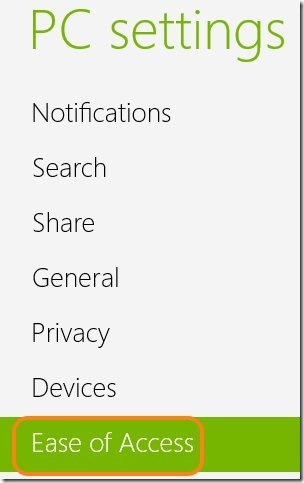 PC settings
Notifications
Search
Share
General
Privacy
Devices
Ease of Access